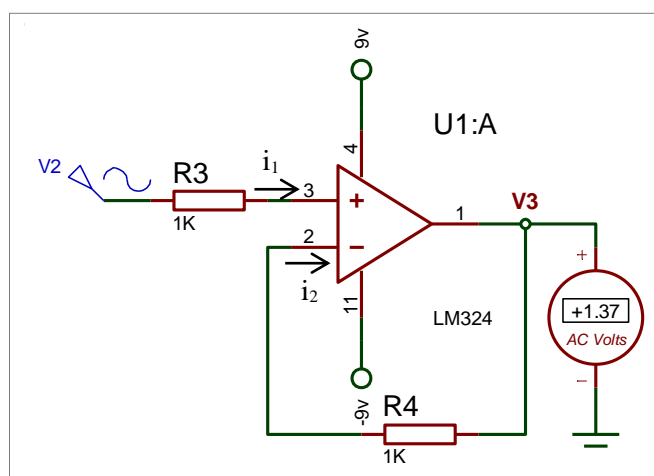 9v
U1:A
4
V2
R3
i1
3
1K
+
2
−
i2
1
V3
11
LM324
+
+1.37
AC Volts
−
-9v
R4
1K